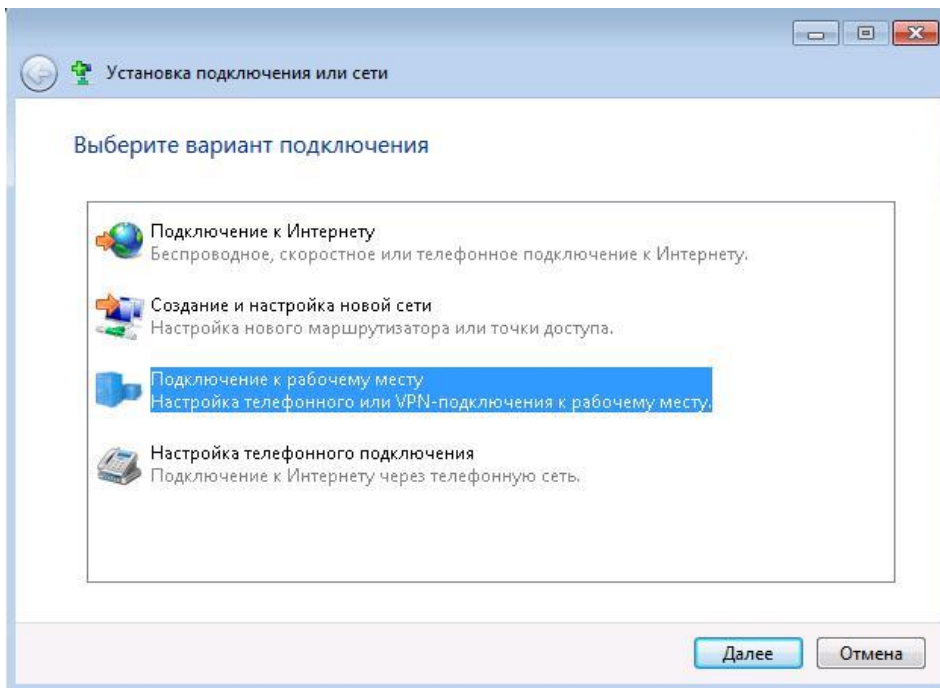 Установка подключения или сети
Выберите вариант подключения
Подключение к Интернету
Беспроводное, скоростное или телефонное подключение к Интернету.
Создание и настройка новой сети
Настройка нового маршрутизатора или точки доступа.
Подключение к рабочему месту
Настройка телефонного или VPN-подключения к рабочему месту.
Настройка телефонного подключения
Подключение к Интернету через телефонную сеть.
Далее
Отмена